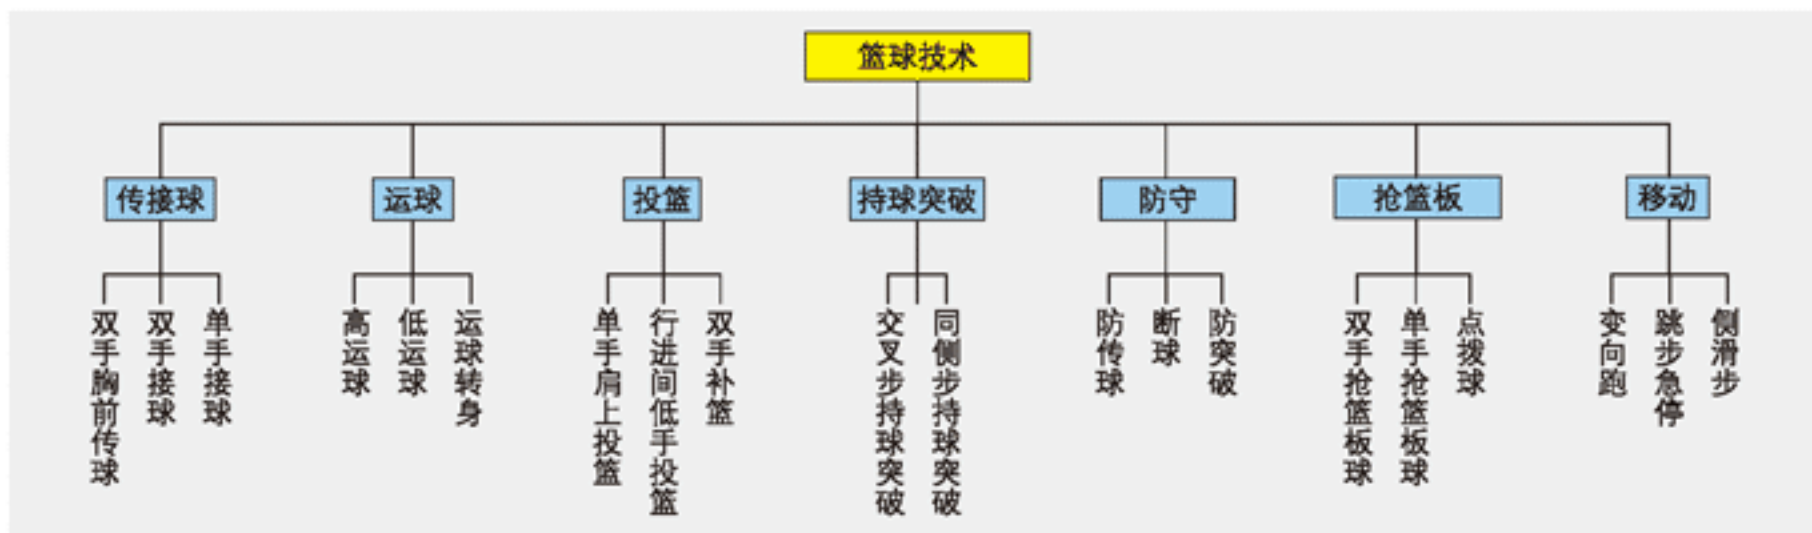 篮球技术
传接球
运球
投篮
持球突破
防守
抢篮板
移动
双手胸前传球
双手接球
单手接球
高运球
低运球
运球转身
单手肩上投篮
行进间低手投篮
双手补篮
交叉步持球突破
同侧步持球突破
防传球
断球
防突破
双手抢篮板球
单手抢篮板球
点拨球
变向跑
跳步急停
侧滑步